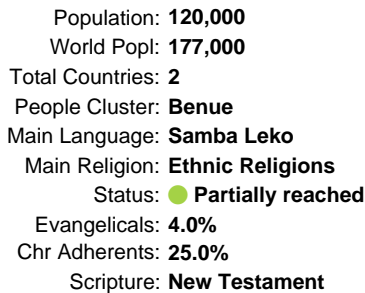 Population: 120,000
World Popl: 177,000
Total Countries: 2
People Cluster: Benue
Main Language: Samba Leko
Main Religion: Ethnic Religions
Status: Partially reached
Evangelicals: 4.0%
Chr Adherents: 25.0%
Scripture: New Testament